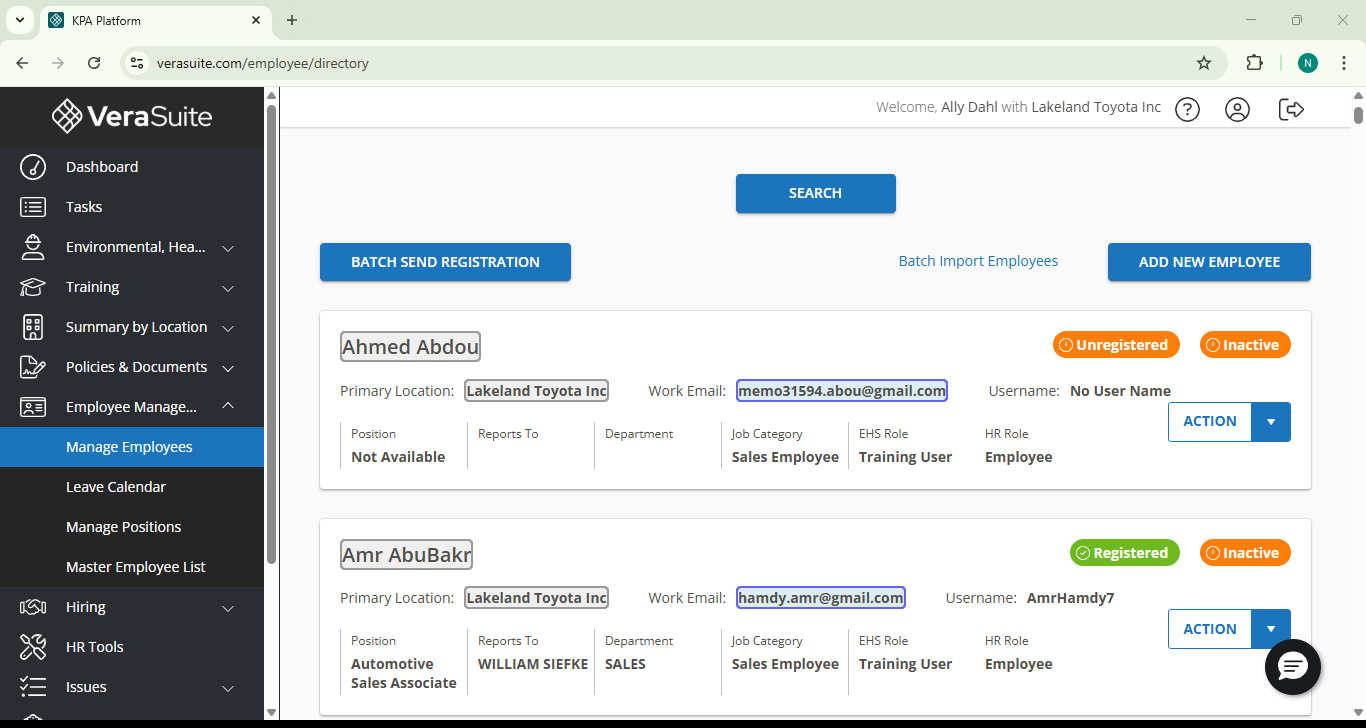 KPA Platform
verasuite.com/employee/directory
N
VeraSuite
Welcome, Ally Dahl with Lakeland Toyota Inc
?
Dashboard
Tasks
Environmental, Hea...
Training
Summary by Location
Policies & Documents
Employee Manage...
Manage Employees
Leave Calendar
Manage Positions
Master Employee List
Hiring
HR Tools
Issues
SEARCH
BATCH SEND REGISTRATION
Batch Import Employees
ADD NEW EMPLOYEE
Ahmed Abdou
Unregistered
Inactive
Primary Location: Lakeland Toyota Inc Work Email: memo31594.abou@gmail.com Username: No User Name
ACTION
Position Reports To Department Job Category EHS Role HR Role
Not Available Sales Employee Training User Employee
Amr AbuBakr
Registered
Inactive
Primary Location: Lakeland Toyota Inc Work Email: hamdy.amr@gmail.com Username: AmrHamdy7
ACTION
Position Reports To Department Job Category EHS Role HR Role
Automotive WILLIAM SIEFKE SALES Sales Employee Training User Employee
Sales Associate